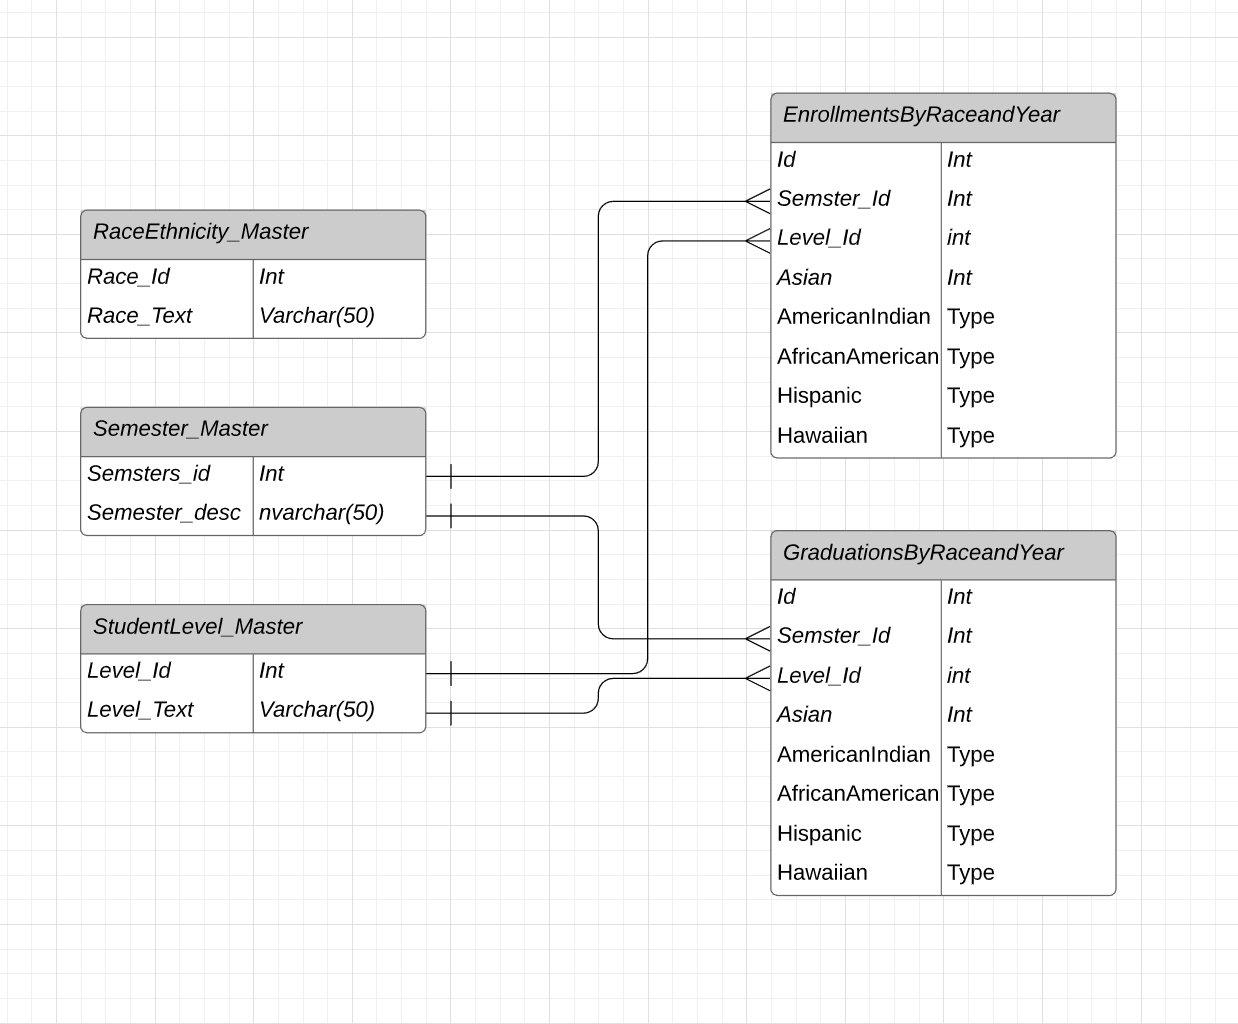 RaceEthnicity_Master
Race_Id Int
Race_Text Varchar(50)
Semester_Master
Semsters_id Int
Semester_desc nvarchar(50)
StudentLevel_Master
Level_Id Int
Level_Text Varchar(50)
EnrollmentsByRaceandYear
Id Int
Semster_Id Int
Level_Id int
Asian Int
AmericanIndian Type
AfricanAmerican Type
Hispanic Type
Hawaiian Type
GraduationsByRaceandYear
Id Int
Semster_Id Int
Level_Id int
Asian Int
AmericanIndian Type
AfricanAmerican Type
Hispanic Type
Hawaiian Type